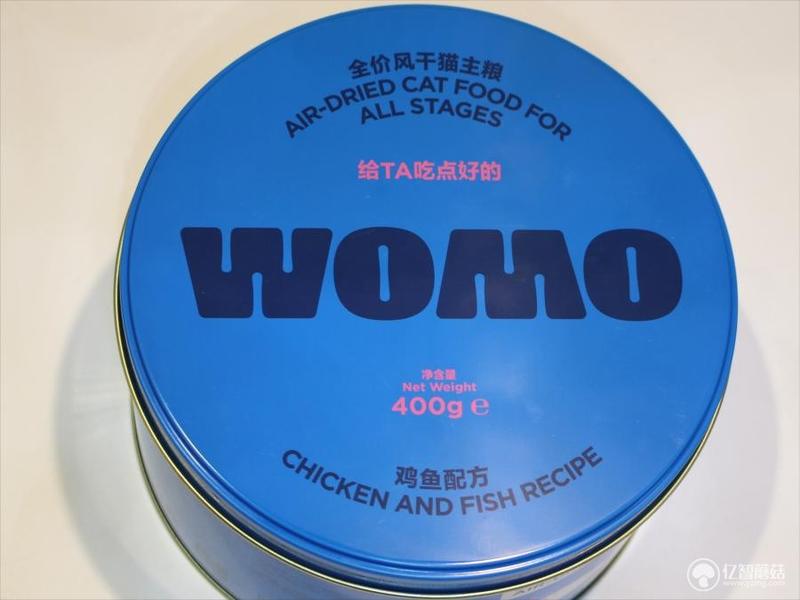 全价风干猫主粮
AIR-DRIED CAT FOOD FOR
ALL STAGES
给TA吃点好的
WOMO
净含量
Net Weight
400g ℮
鸡鱼配方
CHICKEN AND FISH RECIPE
亿智蘑菇